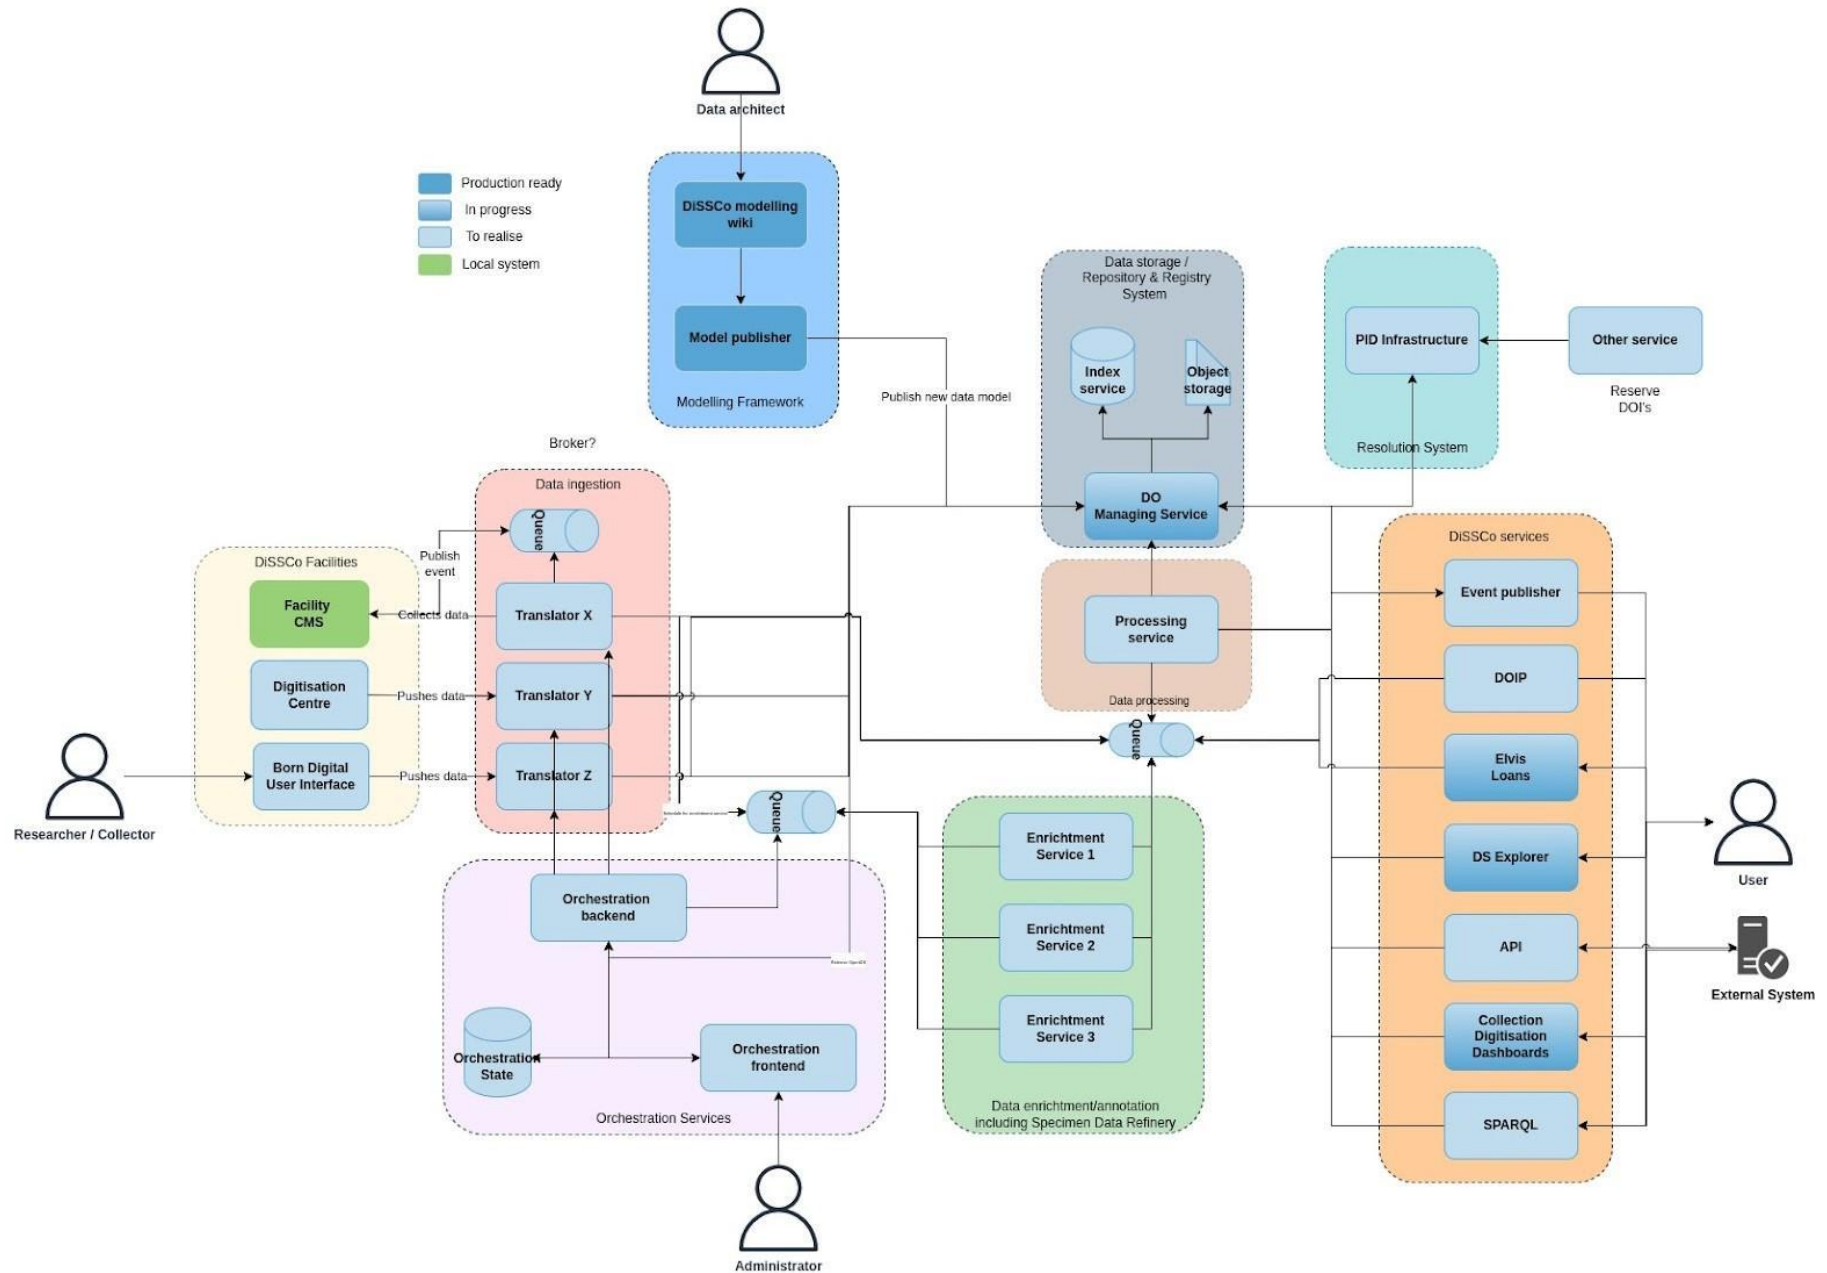 Data architect
Production ready
In progress
To realise
Local system
DiSSCo modelling
wiki
Model publisher
Modelling Framework
Publish new data model
Data storage /
Repository & Registry
System
Index
service
Object
storage
DO
Managing Service
PID Infrastructure
Resolution System
Other service
Reserve
DOI's
Broker?
Data ingestion
Queue
Publish
event
DiSSCo Facilities
Facility
CMS
Collects data
Translator X
Digitisation
Centre
Pushes data
Translator Y
Born Digital
User Interface
Pushes data
Translator Z
Researcher / Collector
Processing
service
Data processing
Queue
Queue
Orchestration
backend
Orchestration
State
Orchestration
frontend
Orchestration Services
Administrator
Enrichtment
Service 1
Enrichtment
Service 2
Enrichtment
Service 3
Data enrichtment/annotation
including Specimen Data Refinery
DiSSCo services
Event publisher
DOIP
Elvis
Loans
DS Explorer
API
Collection
Digitisation
Dashboards
SPARQL
User
External System